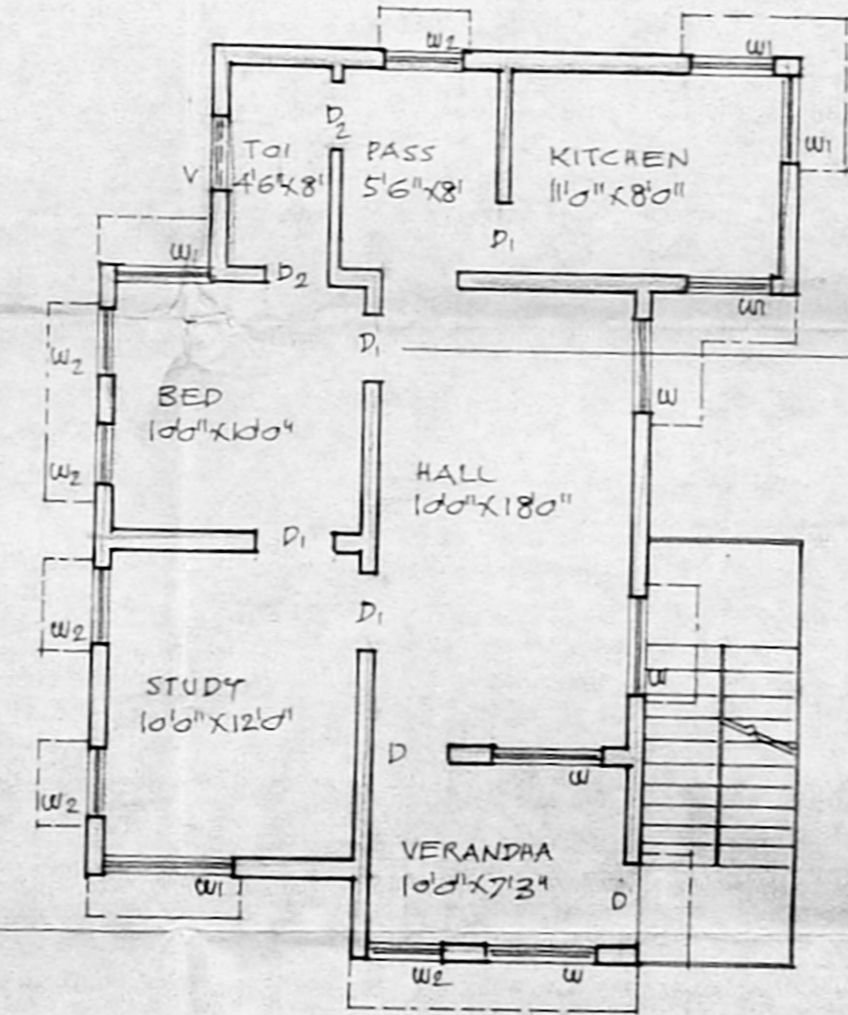 W2
W1
D2
TOI
4'6"X8'
PASS
5'6"X8'
KITCHEN
11'0"X8'0"
W1
V
D1
W1
D2
W1
D1
W2
W
BED
10'0"X10'0"
W2
HALL
10'0"X18'0"
D1
D1
W2
W
STUDY
10'0"X12'0"
D
W
W2
VERANDHA
10'0"X7'3"
W1
D
W2
W